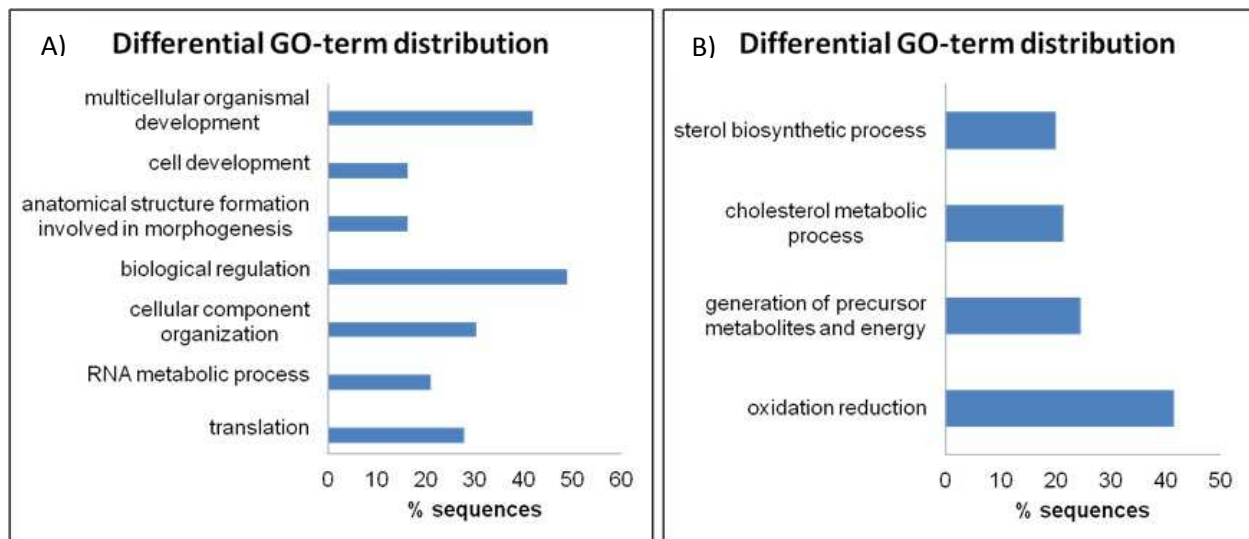 A) Differential GO-term distribution
multicellular organismal
development
cell development
anatomical structure formation
involved in morphogenesis
biological regulation
cellular component
organization
RNA metabolic process
translation
0 10 20 30 40 50 60
% sequences
B) Differential GO-term distribution
sterol biosynthetic process
cholesterol metabolic
process
generation of precursor
metabolites and energy
oxidation reduction
0 10 20 30 40 50
% sequences